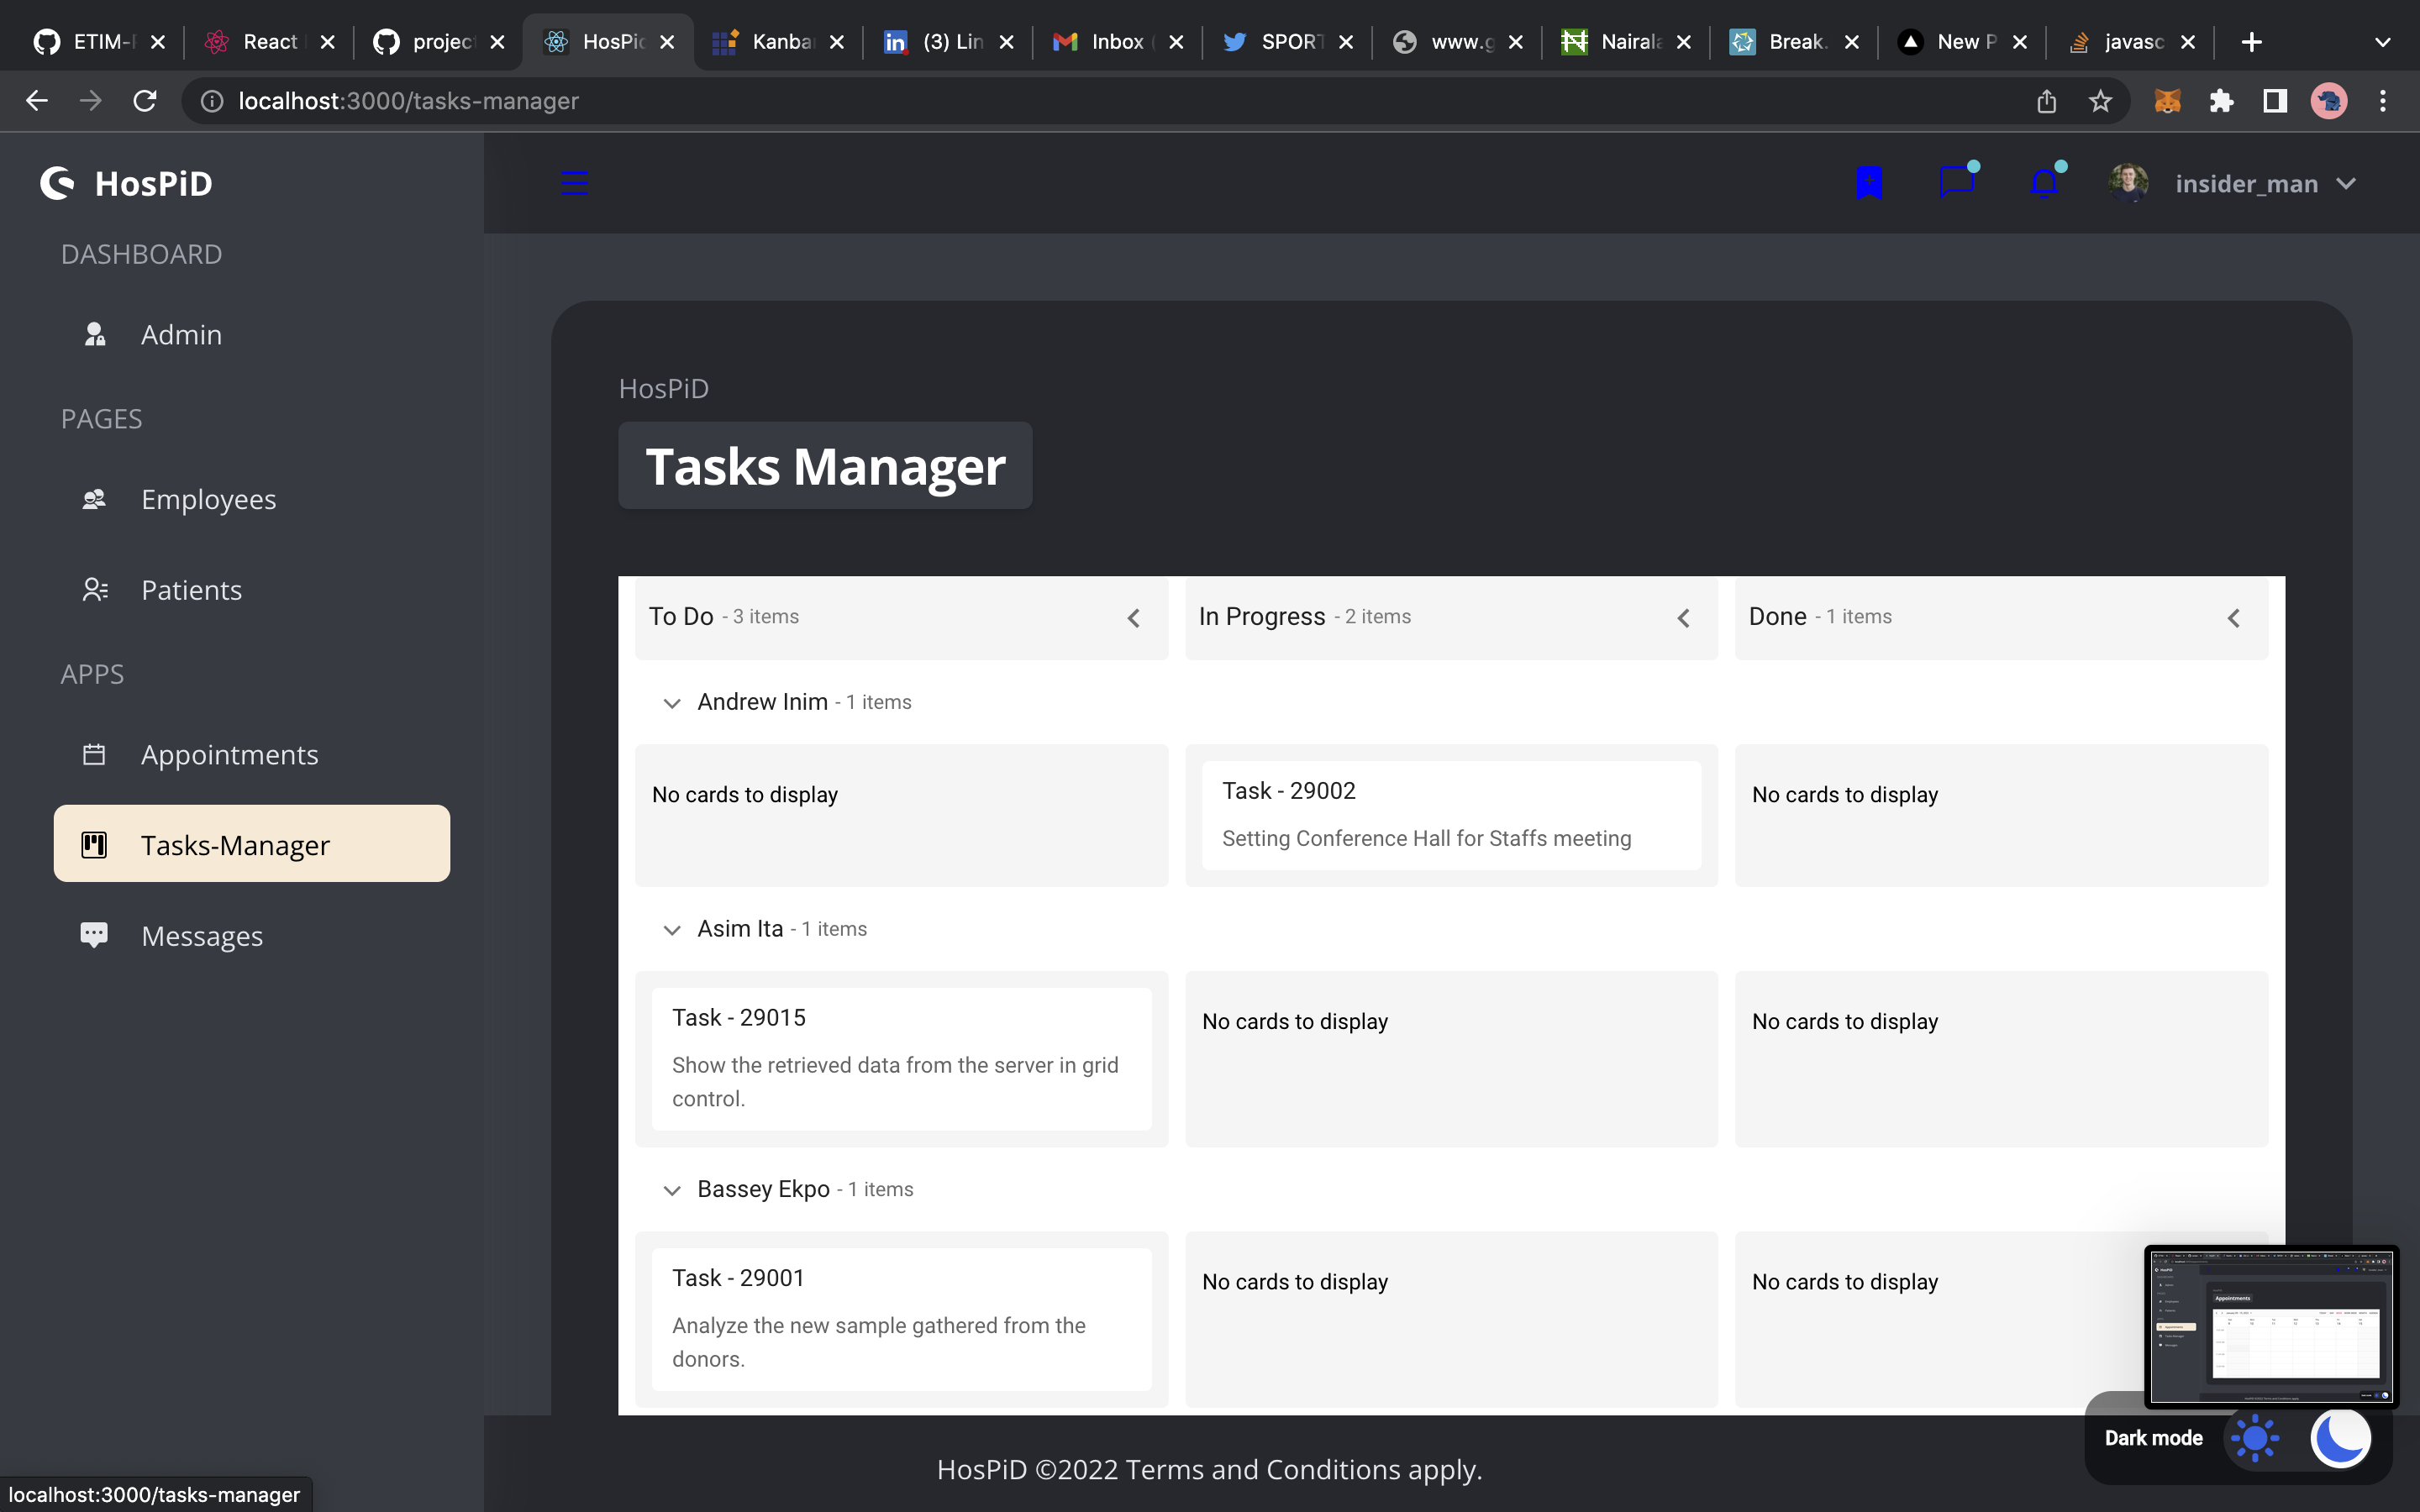 ETIM-
React
projec
HosPi
Kanba
(3) Lin
Inbox (
SPORT
www.g
Nairala
Break.
New P
javasc
localhost:3000/tasks-manager
HosPiD
insider_man
DASHBOARD
Admin
PAGES
Employees
Patients
APPS
Appointments
Tasks-Manager
Messages
HosPiD
Tasks Manager
To Do - 3 items
In Progress - 2 items
Done - 1 items
Andrew Inim - 1 items
No cards to display
Task - 29002
Setting Conference Hall for Staffs meeting
No cards to display
Asim Ita - 1 items
Task - 29015
Show the retrieved data from the server in grid
control.
No cards to display
No cards to display
Bassey Ekpo - 1 items
Task - 29001
Analyze the new sample gathered from the
donors.
No cards to display
No cards to display
Appointments
Dark mode
HosPiD ©2022 Terms and Conditions apply.
localhost:3000/tasks-manager